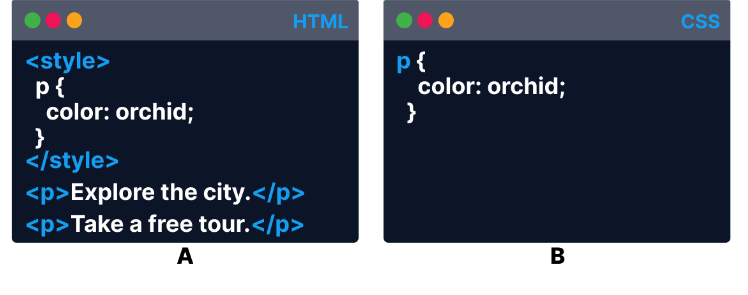 HTML
<style>
p {
color: orchid;
}
</style>
<p>Explore the city.</p>
<p>Take a free tour.</p>
A
CSS
p {
color: orchid;
}
B